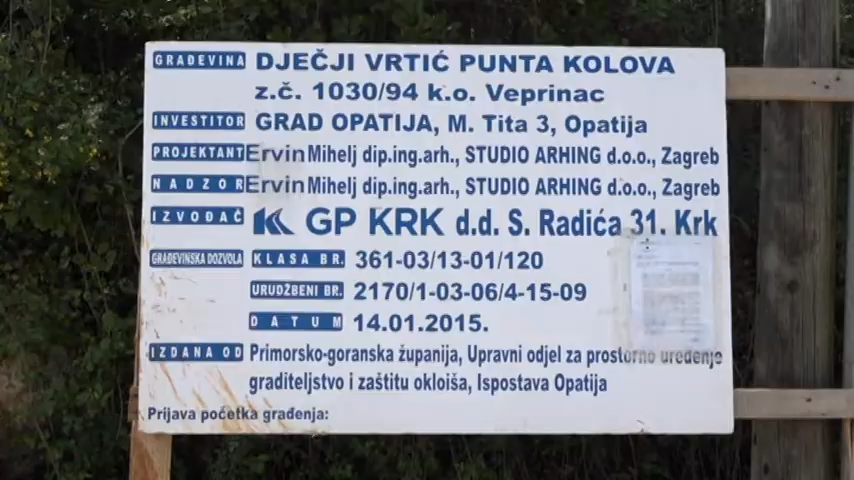 GRAĐEVINA DJEČJI VRTIĆ PUNTA KOLOVA
z.č. 1030/94 k.o. Veprinac
INVESTITOR GRAD OPATIJA, M. Tita 3, Opatija
PROJEKTANT Ervin Mihelj dip.ing.arh., STUDIO ARHING d.o.o., Zagreb
NADZOR Ervin Mihelj dip.ing.arh., STUDIO ARHING d.o.o., Zagreb
IZVOĐAČ GP KRK d.d. S. Radića 31. Krk
GRAĐEVINSKA DOZVOLA KLASA BR. 361-03/13-01/120
URUDŽBENI BR. 2170/1-03-06/4-15-09
DATUM 14.01.2015.
IZDANA OD Primorsko-goranska županija, Upravni odjel za prostorno uređenje
graditeljstvo i zaštitu okloiša, Ispostava Opatija
Prijava početka građenja: